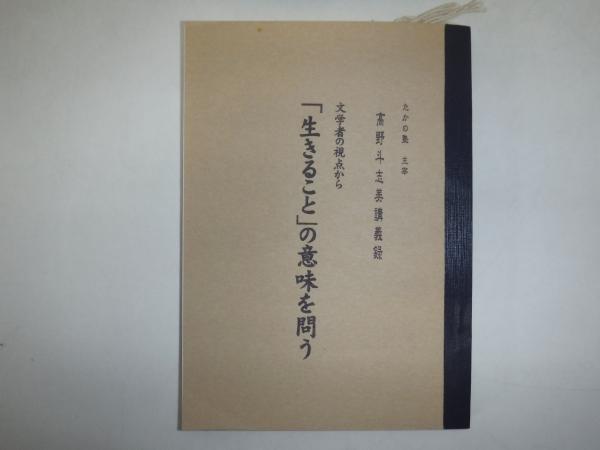 たかの塾 主宰
高野斗志美講義録
文学者の視点から
「生きること」の意味を問う